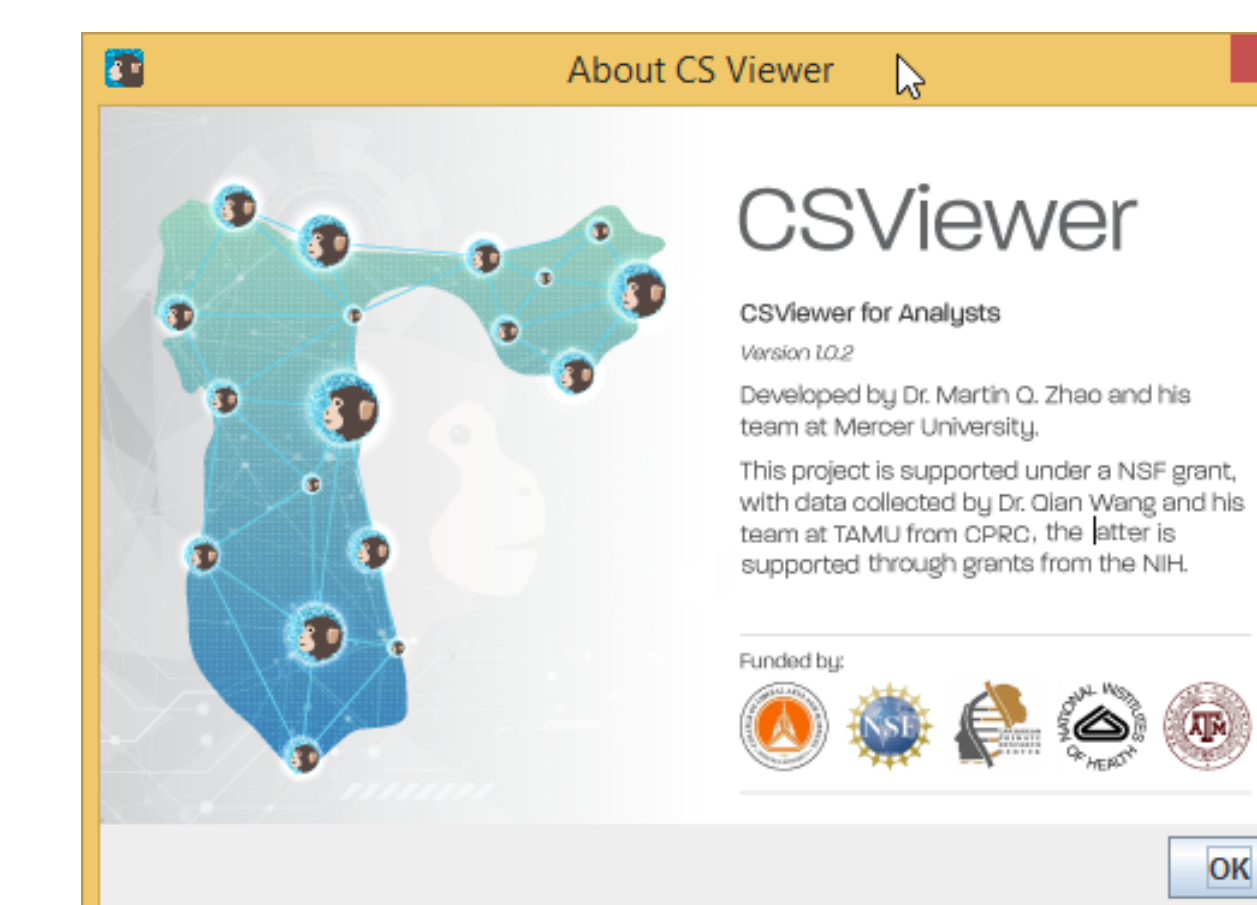 About CS Viewer
CSViewer
CSViewer for Analysts
Version 1.0.2
Developed by Dr. Martin Q. Zhao and his
team at Mercer University.
This project is supported under a NSF grant,
with data collected by Dr. Qian Wang and his
team at TAMU from CPRC, the latter is
supported through grants from the NIH.
Funded by:
NSF
NATIONAL INSTITUTES
OF HEALTH
ATM
OK